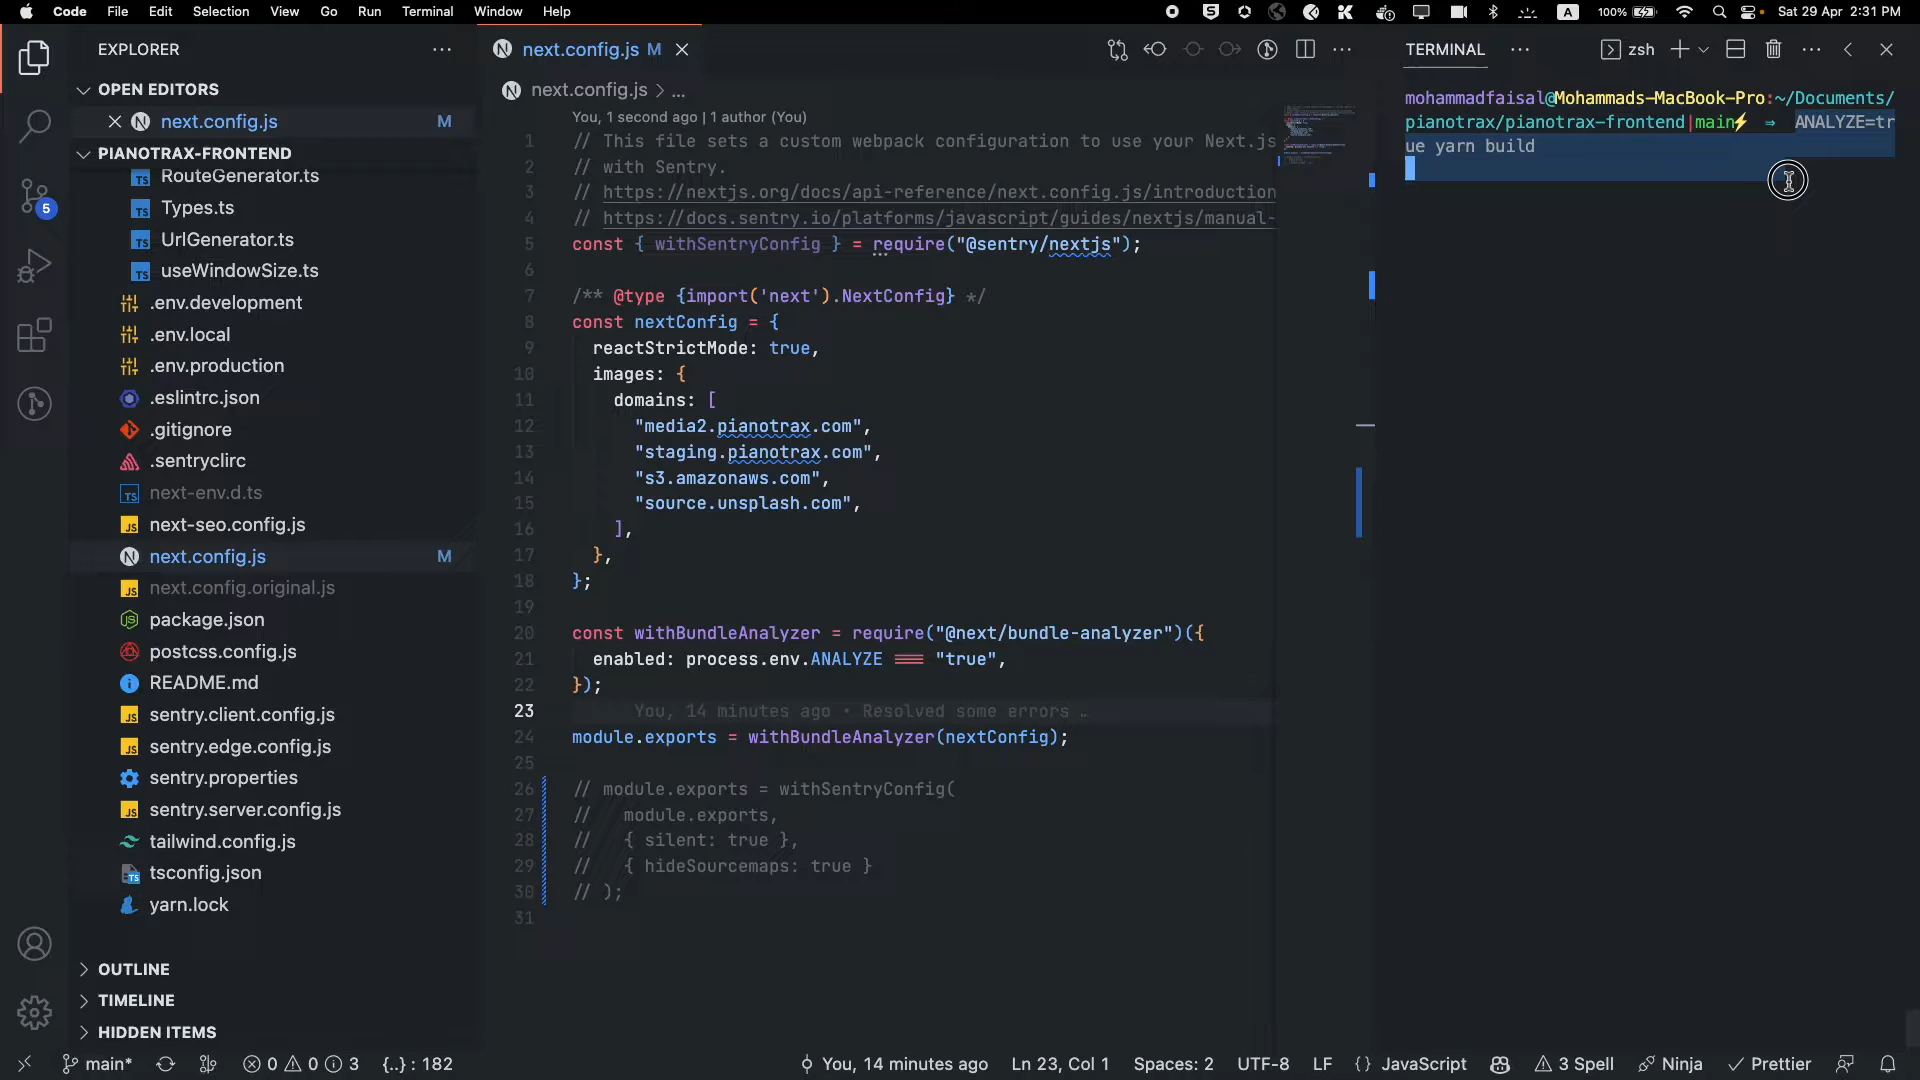 Code File Edit Selection View Go Run Terminal Window Help
A 100% Sat 29 Apr 2:31 PM
EXPLORER
OPEN EDITORS
next.config.js M
PIANOTRAX-FRONTEND
TS RouteGenerator.ts
TS Types.ts
TS UrlGenerator.ts
TS useWindowSize.ts
.env.development
.env.local
.env.production
.eslintrc.json
.gitignore
.sentryclirc
TS next-env.d.ts
JS next-seo.config.js
N next.config.js M
JS next.config.original.js
package.json
postcss.config.js
README.md
JS sentry.client.config.js
JS sentry.edge.config.js
sentry.properties
JS sentry.server.config.js
tailwind.config.js
TS tsconfig.json
yarn.lock
OUTLINE
TIMELINE
HIDDEN ITEMS
5
N next.config.js M
N next.config.js > ...
You, 1 second ago | 1 author (You)
1 // This file sets a custom webpack configuration to use your Next.js
2 // with Sentry.
3 // https://nextjs.org/docs/api-reference/next.config.js/introduction
4 // https://docs.sentry.io/platforms/javascript/guides/nextjs/manual-
5 const { withSentryConfig } = require("@sentry/nextjs");
6
7 /** @type {import('next').NextConfig} */
8 const nextConfig = {
9 reactStrictMode: true,
10 images: {
11 domains: [
12 "media2.pianotrax.com",
13 "staging.pianotrax.com",
14 "s3.amazonaws.com",
15 "source.unsplash.com",
16 ],
17 },
18 };
19
20 const withBundleAnalyzer = require("@next/bundle-analyzer")({
21 enabled: process.env.ANALYZE === "true",
22 });
23 You, 14 minutes ago • Resolved some errors …
24 module.exports = withBundleAnalyzer(nextConfig);
25
26 // module.exports = withSentryConfig(
27 // module.exports,
28 // { silent: true },
29 // { hideSourcemaps: true }
30 // );
31
TERMINAL
zsh
mohammadfaisal@Mohammads-MacBook-Pro:~/Documents/
pianotrax/pianotrax-frontend|main⚡ ⇒ ANALYZE=tr
ue yarn build
main* 0 0 3 {..} : 182 You, 14 minutes ago Ln 23, Col 1 Spaces: 2 UTF-8 LF {} JavaScript 3 Spell Ninja Prettier